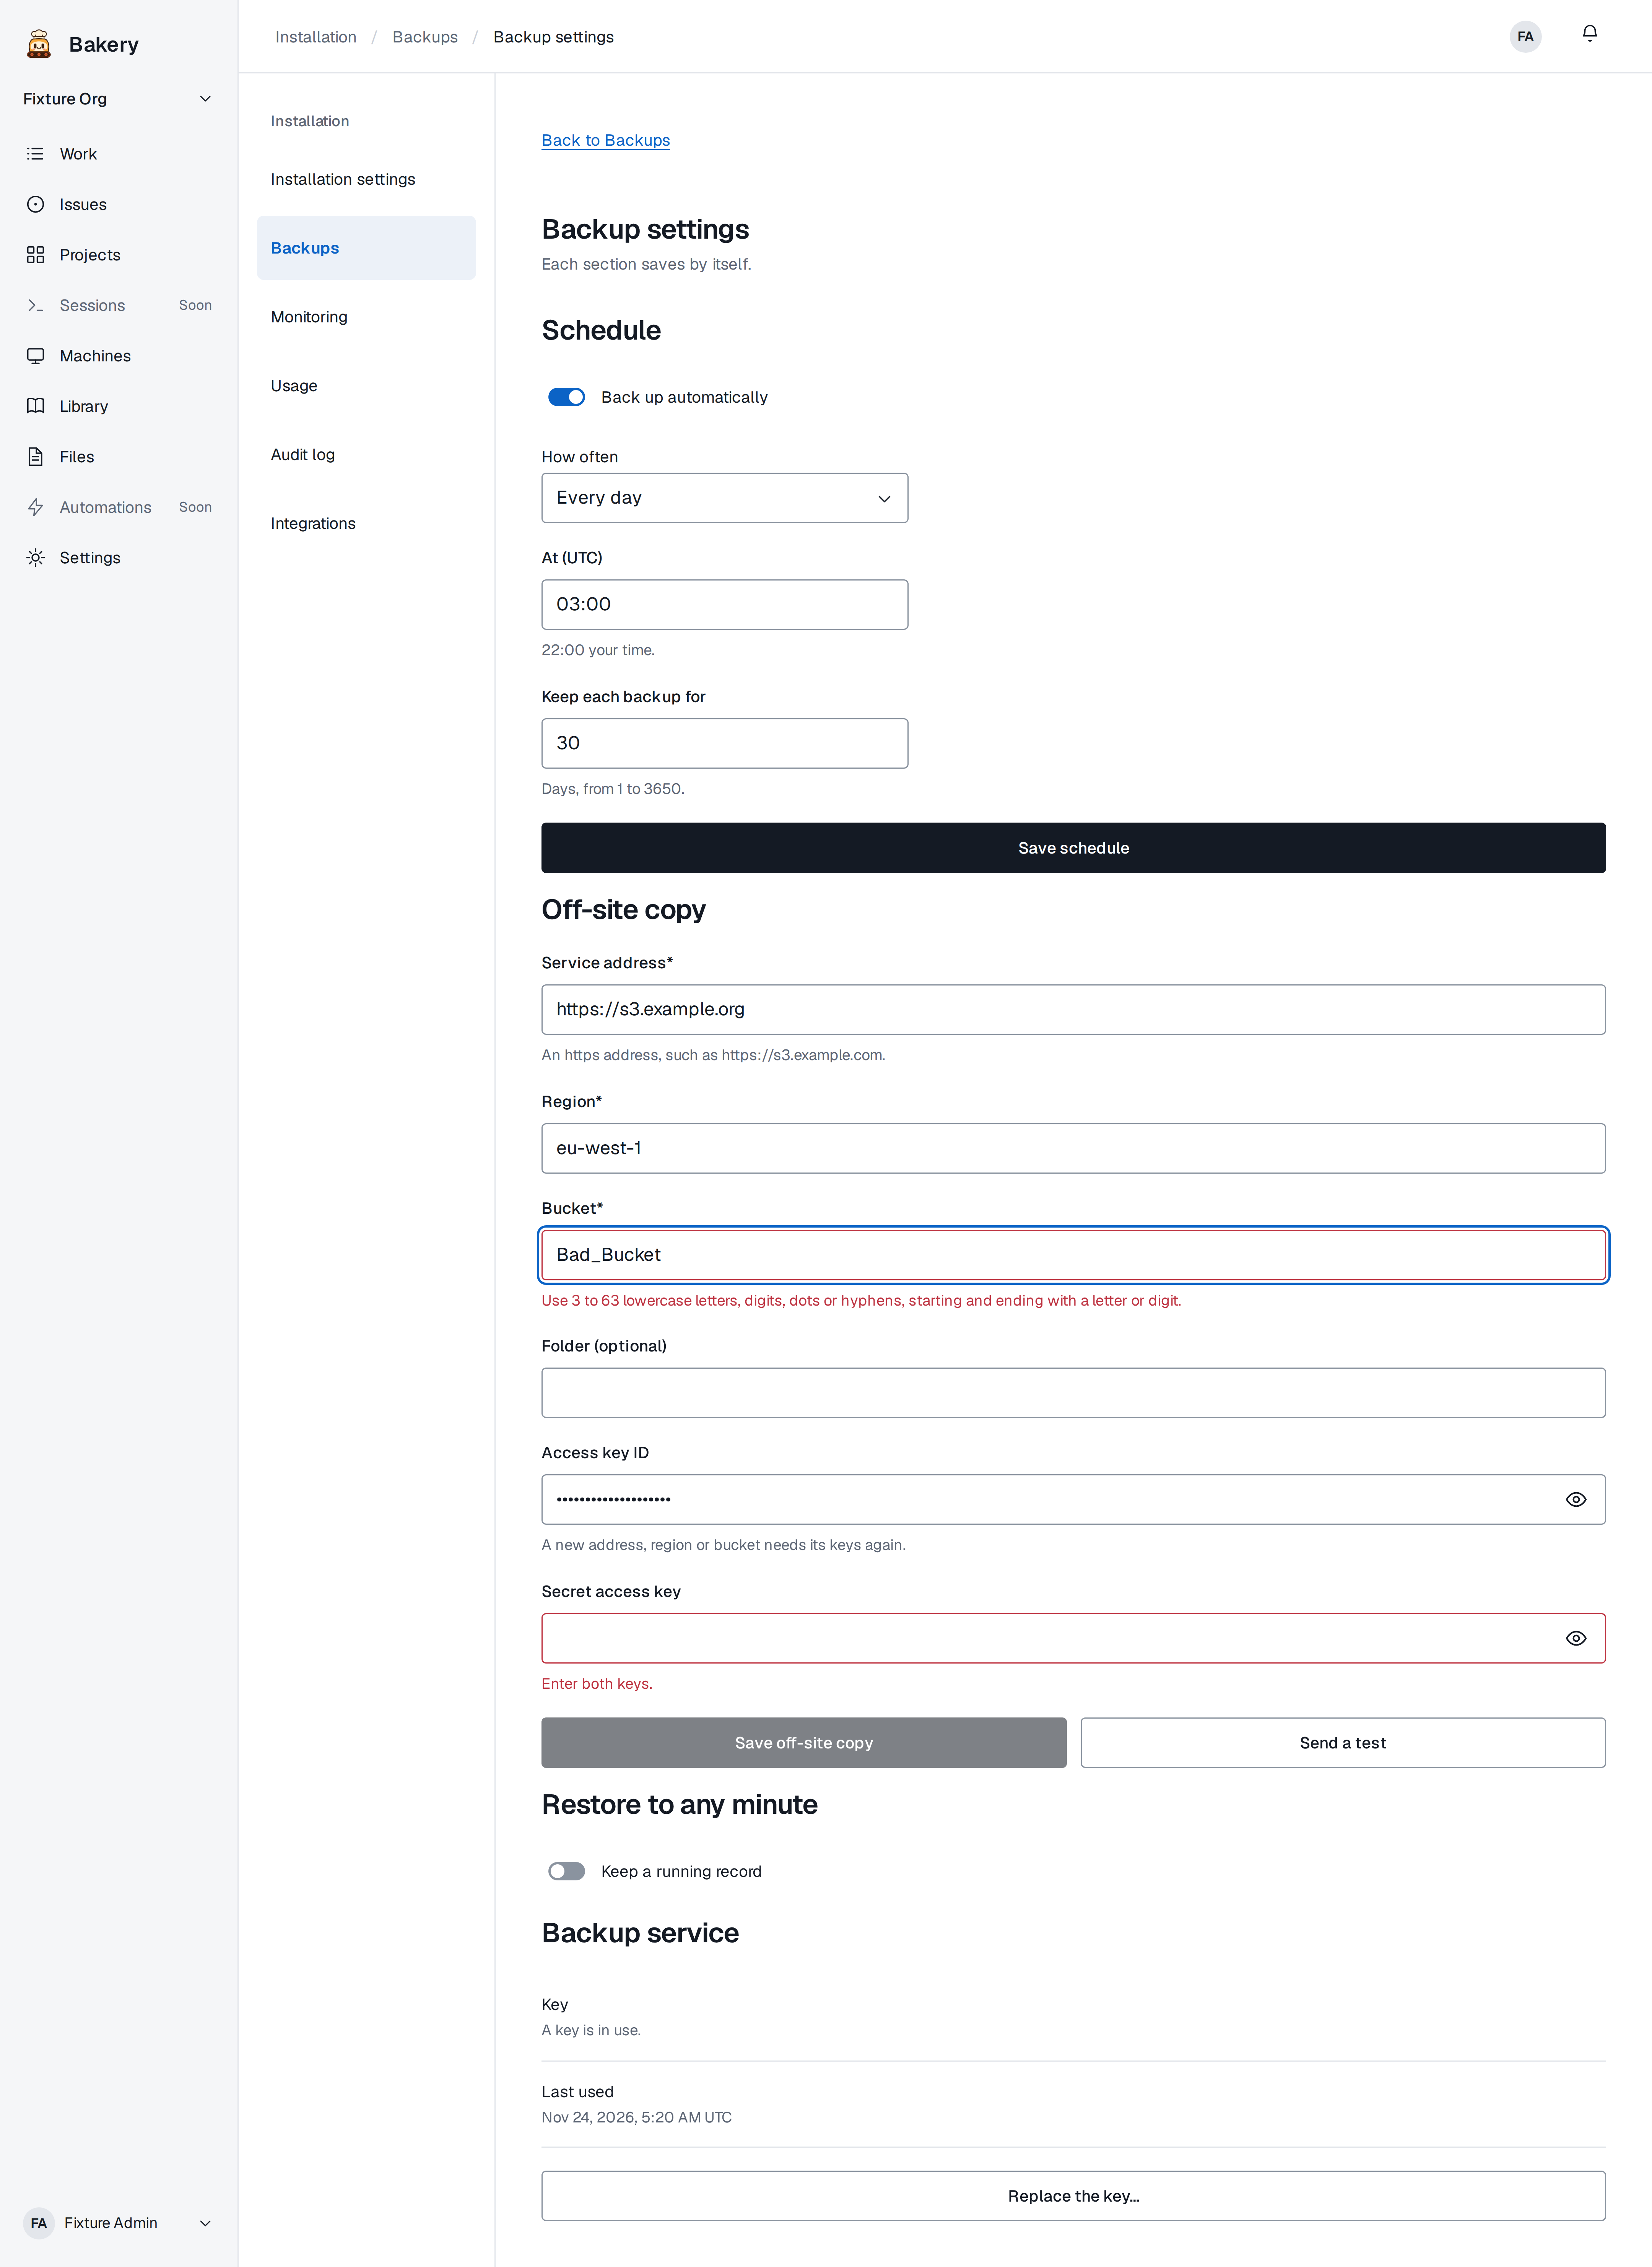 Bakery
Fixture Org
Work
Issues
Projects
Sessions Soon
Machines
Library
Files
Automations Soon
Settings
FA Fixture Admin
Installation / Backups / Backup settings
FA
Installation
Installation settings
Backups
Monitoring
Usage
Audit log
Integrations
Back to Backups
Backup settings
Each section saves by itself.
Schedule
Back up automatically
How often
Every day
At (UTC)
03:00
22:00 your time.
Keep each backup for
30
Days, from 1 to 3650.
Save schedule
Off-site copy
Service address*
https://s3.example.org
An https address, such as https://s3.example.com.
Region*
eu-west-1
Bucket*
Bad_Bucket
Use 3 to 63 lowercase letters, digits, dots or hyphens, starting and ending with a letter or digit.
Folder (optional)
Access key ID
••••••••••••••••••••
A new address, region or bucket needs its keys again.
Secret access key
Enter both keys.
Save off-site copy
Send a test
Restore to any minute
Keep a running record
Backup service
Key
A key is in use.
Last used
Nov 24, 2026, 5:20 AM UTC
Replace the key...